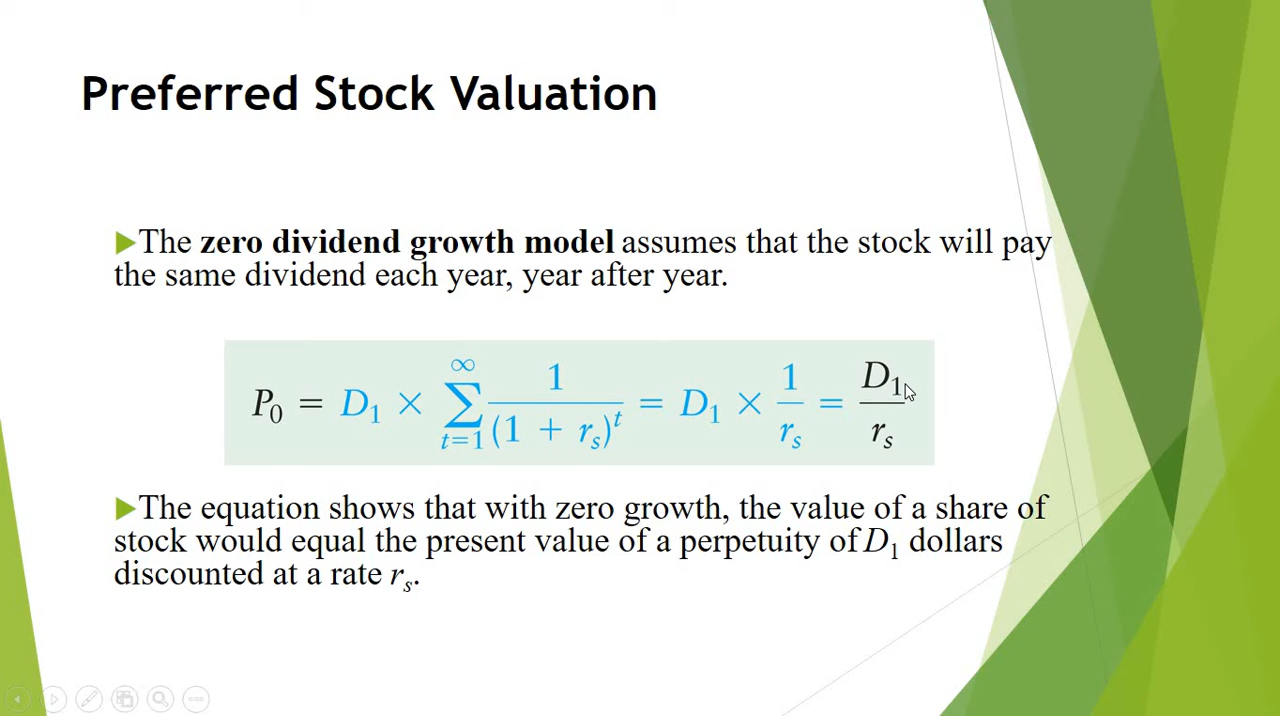 Preferred Stock Valuation
The zero dividend growth model assumes that the stock will pay
the same dividend each year, year after year.
P₀ = D₁ × ∑_{t=1}^{∞} 1/(1 + rₛ)ᵗ = D₁ × 1/rₛ = D₁/rₛ
The equation shows that with zero growth, the value of a share of
stock would equal the present value of a perpetuity of D₁ dollars
discounted at a rate rₛ.